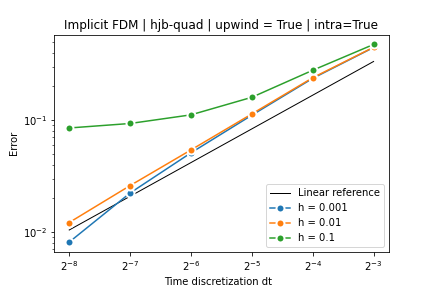 Implicit FDM | hjb-quad | upwind = True | intra=True
Error
10⁻¹
10⁻²
Linear reference
h = 0.001
h = 0.01
h = 0.1
2⁻⁸ 2⁻⁷ 2⁻⁶ 2⁻⁵ 2⁻⁴ 2⁻³
Time discretization dt